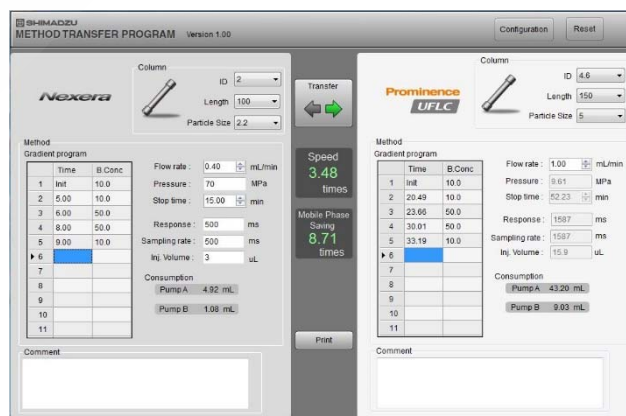 SHIMADZU
METHOD TRANSFER PROGRAM Version 1.00
Configuration Reset
Nexera
Column
ID 2
Length 100
Particle Size 2.2
Transfer
Prominence
UFLC
Column
ID 4.6
Length 150
Particle Size 5
Method
Gradient program
Time B.Conc
1 Init 10.0
2 5.00 10.0
3 6.00 50.0
4 8.00 50.0
5 9.00 10.0
6
7
8
9
10
11
Flow rate : 0.40 mL/min
Pressure : 70 MPa
Stop time : 15.00 min
Response : 500 ms
Sampling rate : 500 ms
Inj. Volume : 3 uL
Consumption
Pump A 4.92 mL
Pump B 1.08 mL
Comment
Speed
3.48
times
Mobile Phase
Saving
8.71
times
Print
Method
Gradient program
Time B.Conc
1 Init 10.0
2 20.49 10.0
3 23.66 50.0
4 30.01 50.0
5 33.19 10.0
6
7
8
9
10
11
Flow rate : 1.00 mL/min
Pressure : 9.61 MPa
Stop time : 52.23 min
Response : 1587 ms
Sampling rate : 1587 ms
Inj. Volume : 15.9 uL
Consumption
Pump A 43.20 mL
Pump B 9.03 mL
Comment